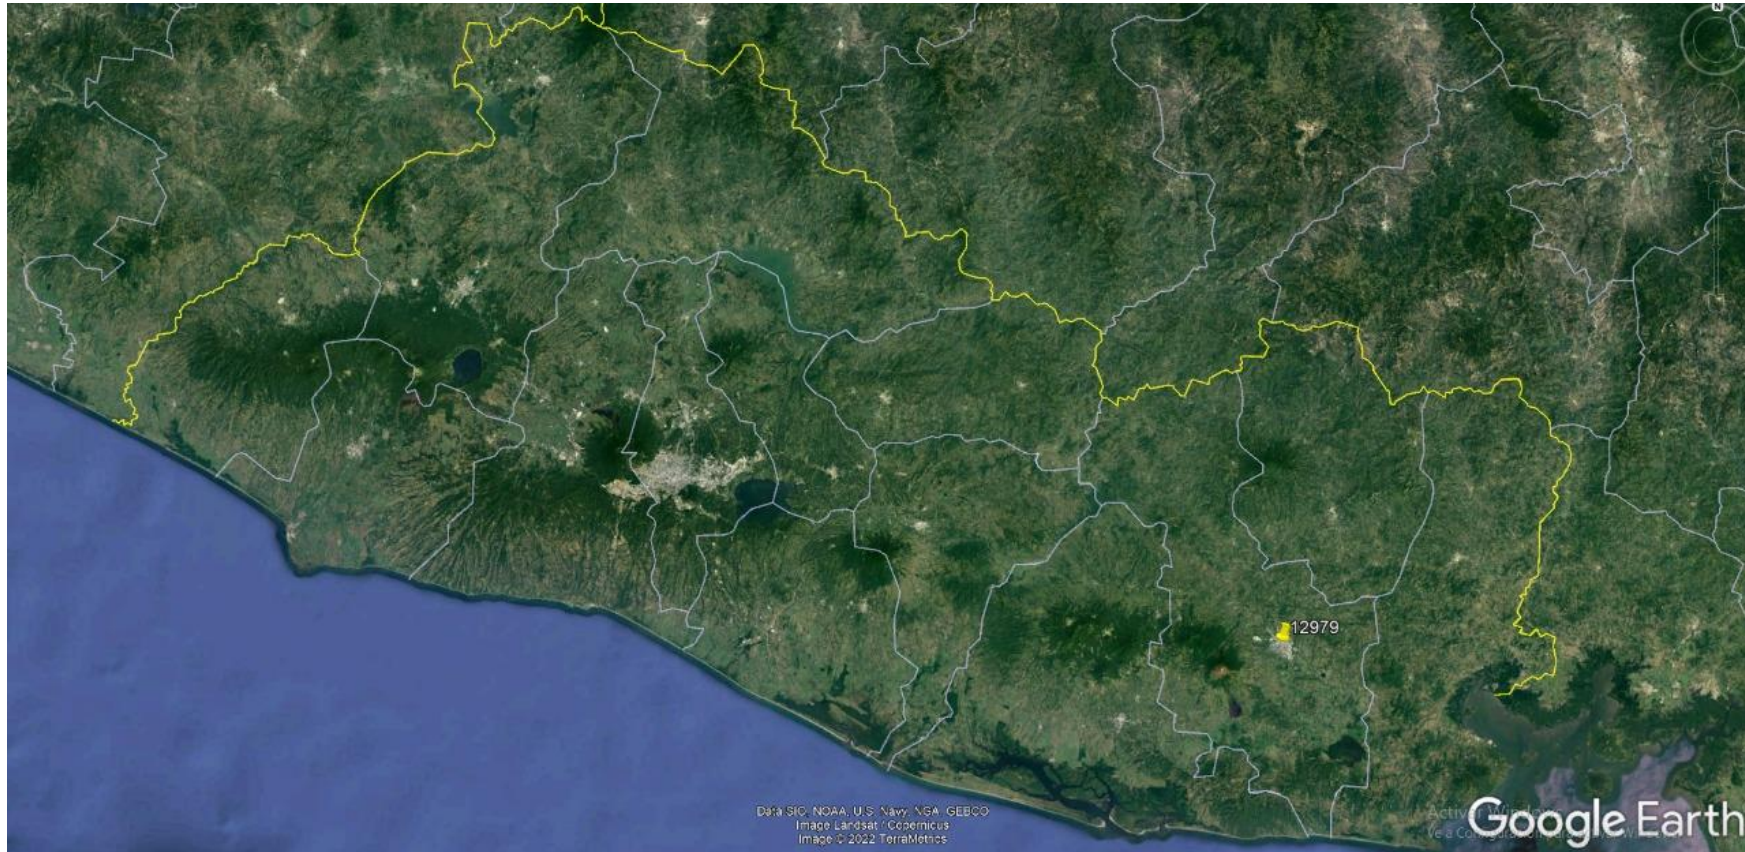 N
12979
Data SIO, NOAA, U.S. Navy, NGA, GEBCO
Image Landsat / Copernicus
Image © 2022 TerraMetrics
Google Earth